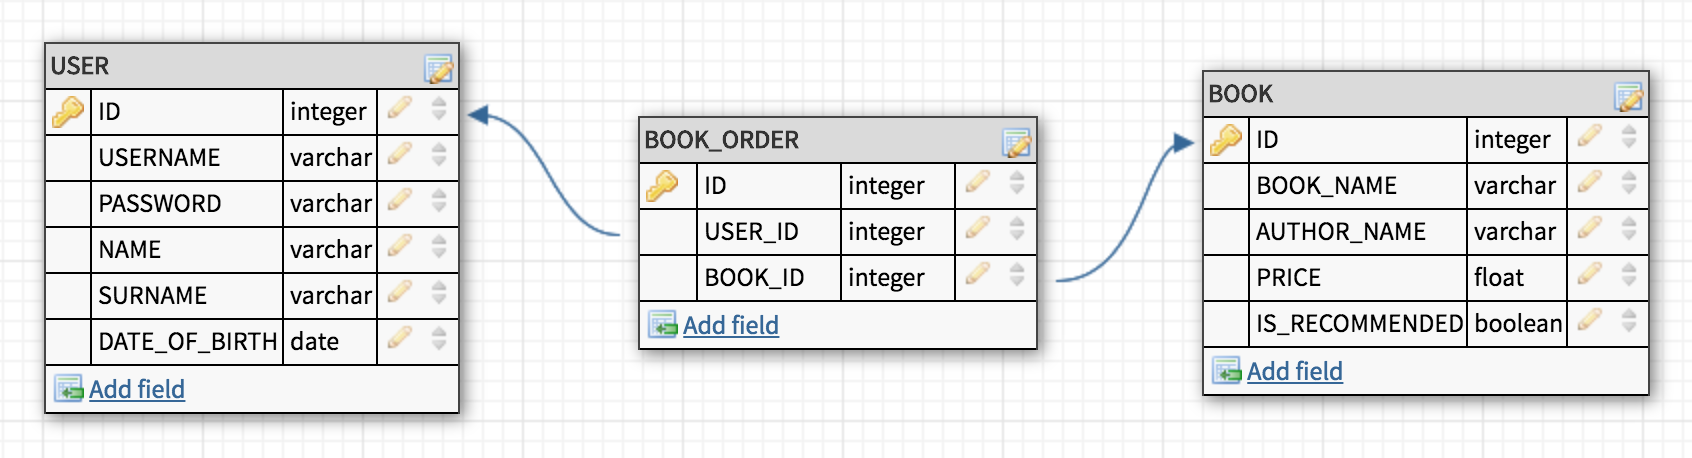 USER
ID integer
USERNAME varchar
PASSWORD varchar
NAME varchar
SURNAME varchar
DATE_OF_BIRTH date
Add field
BOOK_ORDER
ID integer
USER_ID integer
BOOK_ID integer
Add field
BOOK
ID integer
BOOK_NAME varchar
AUTHOR_NAME varchar
PRICE float
IS_RECOMMENDED boolean
Add field